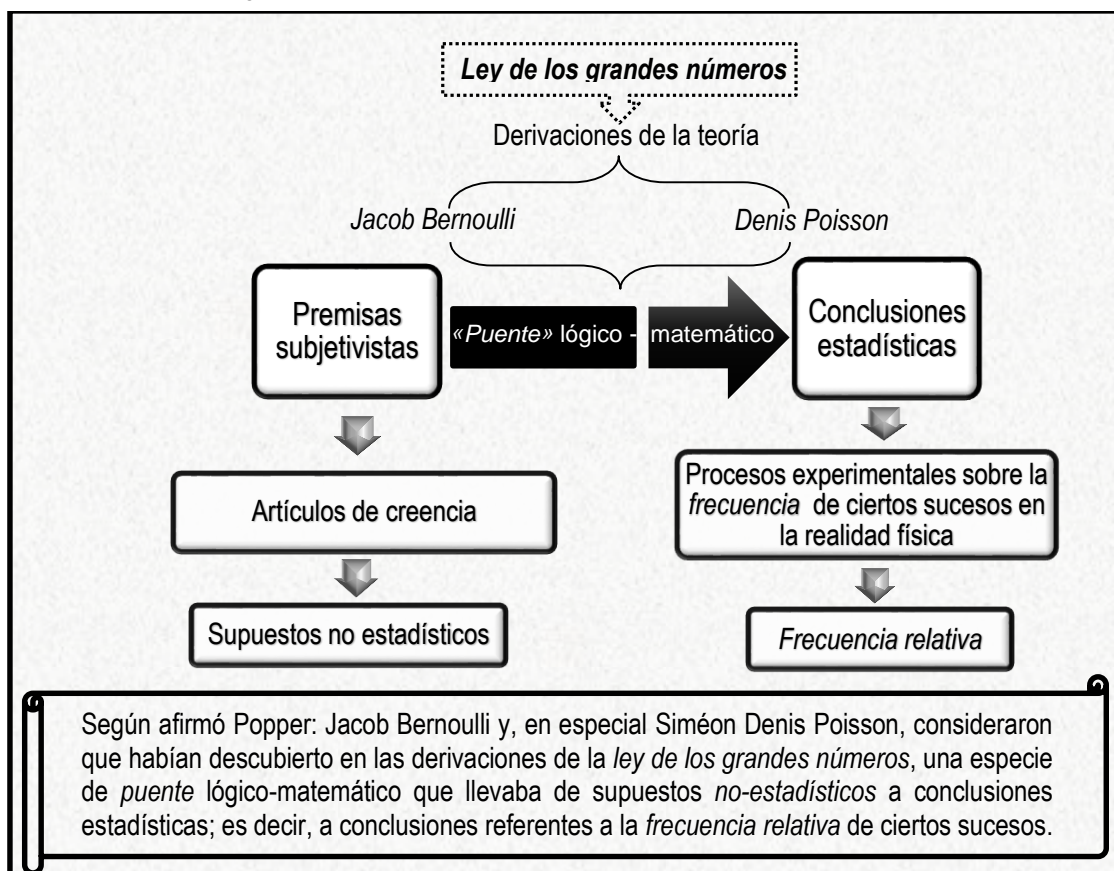 Ley de los grandes números
Derivaciones de la teoría
Jacob Bernoulli
Denis Poisson
Premisas
subjetivistas
«Puente» lógico - matemático
Conclusiones
estadísticas
Artículos de creencia
Procesos experimentales sobre la
frecuencia de ciertos sucesos en
la realidad física
Supuestos no estadísticos
Frecuencia relativa
Según afirmó Popper: Jacob Bernoulli y, en especial Siméon Denis Poisson, consideraron
que habían descubierto en las derivaciones de la ley de los grandes números, una especie
de puente lógico-matemático que llevaba de supuestos no-estadísticos a conclusiones
estadísticas; es decir, a conclusiones referentes a la frecuencia relativa de ciertos sucesos.